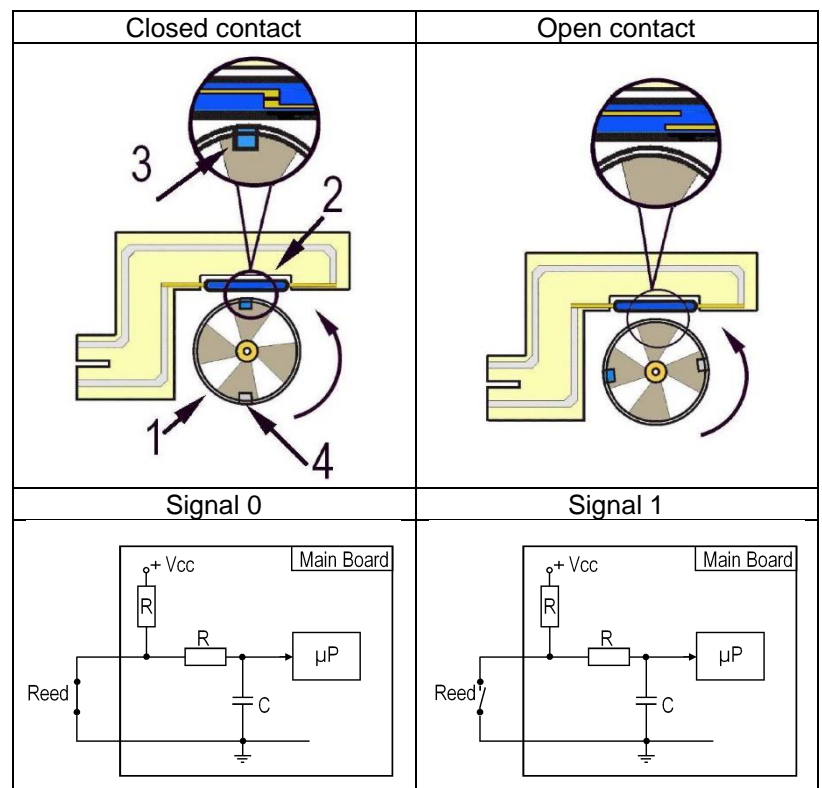 Closed contact
Open contact
3
2
1
4
Signal 0
Signal 1
+ Vcc
Main Board
R
R
µP
Reed
C
+ Vcc
Main Board
R
R
µP
Reed
C